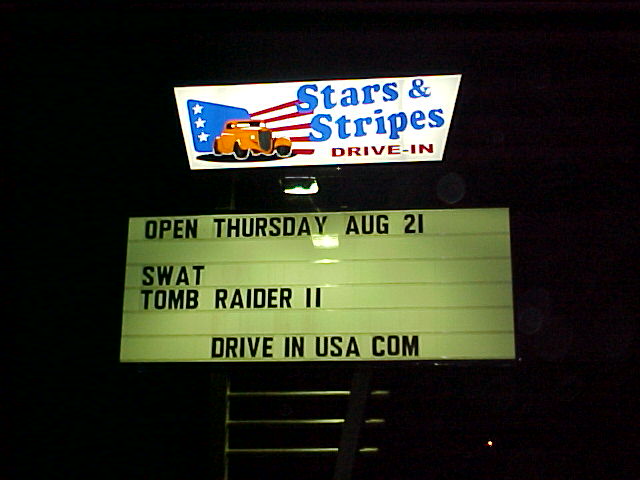 Stars &
Stripes
DRIVE-IN
OPEN THURSDAY AUG 21
SWAT
TOMB RAIDER II
DRIVE IN USA COM